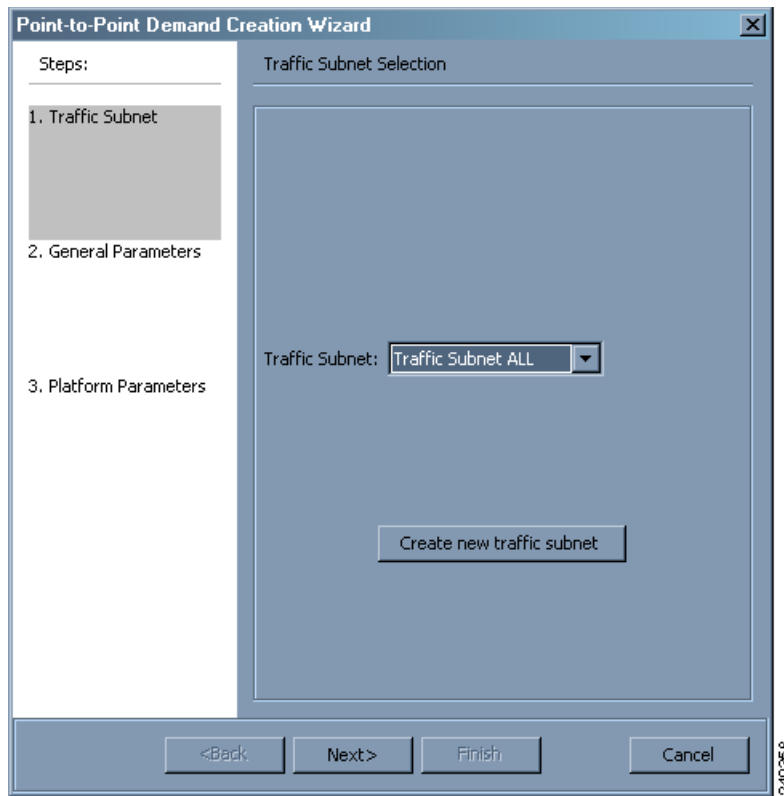 Point-to-Point Demand Creation Wizard
Steps:
Traffic Subnet Selection
1. Traffic Subnet
2. General Parameters
3. Platform Parameters
Traffic Subnet: Traffic Subnet ALL
Create new traffic subnet
<Back Next> Finish Cancel